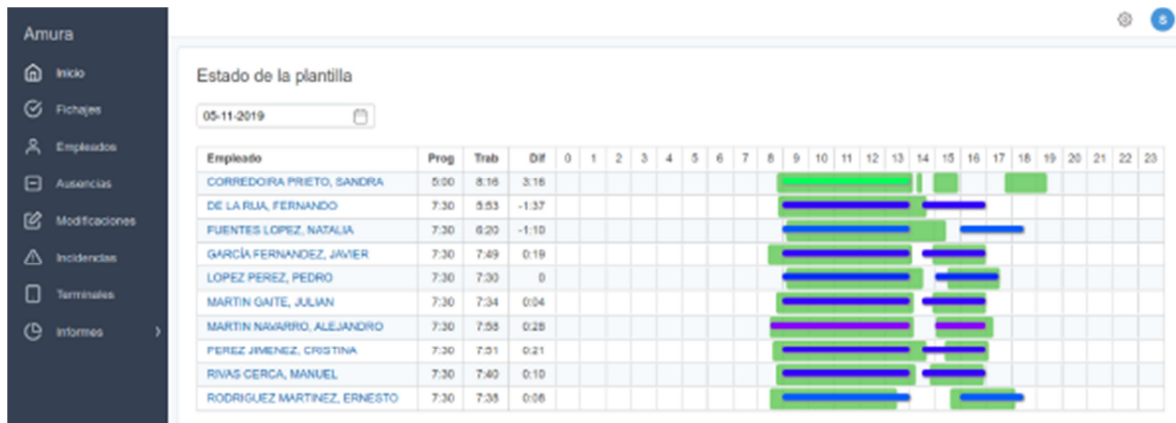 Amura
S
Inicio
Fichajes
Empleados
Ausencias
Modificaciones
Incidencias
Terminales
Informes
Estado de la plantilla
05-11-2019
Empleado Prog Trab Dif 0 1 2 3 4 5 6 7 8 9 10 11 12 13 14 15 16 17 18 19 20 21 22 23
CORREDOIRA PRIETO, SANDRA 5:00 8:16 3:16
DE LA RUA, FERNANDO 7:30 5:53 -1:37
FUENTES LOPEZ, NATALIA 7:30 6:20 -1:10
GARCÍA FERNANDEZ, JAVIER 7:30 7:49 0:19
LOPEZ PEREZ, PEDRO 7:30 7:30 0
MARTIN GAITE, JULIAN 7:30 7:34 0:04
MARTIN NAVARRO, ALEJANDRO 7:30 7:58 0:28
PEREZ JIMENEZ, CRISTINA 7:30 7:51 0:21
RIVAS CERCA, MANUEL 7:30 7:40 0:10
RODRIGUEZ MARTINEZ, ERNESTO 7:30 7:38 0:08